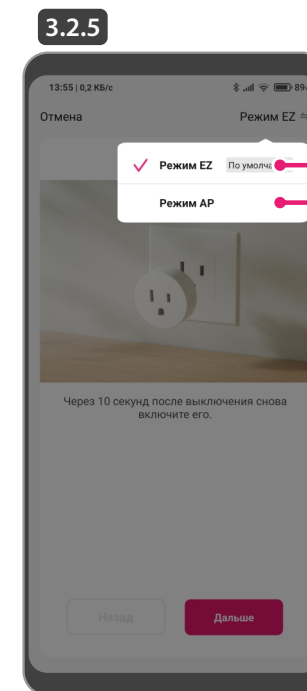 3.2.5
13:55 | 0,2 КБ/с
Отмена
Режим EZ
Режим EZ
Режим AP
Через 10 секунд после выключения снова
включите его.
Назад
Дальше